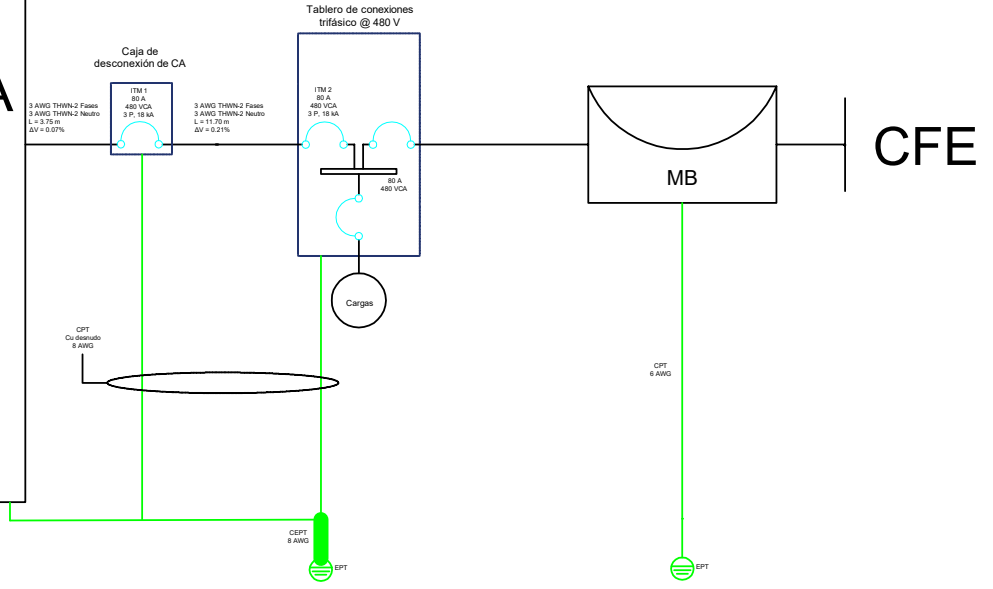 Tablero de conexiones
trifásico @ 480 V
Caja de
desconexión de CA
A
3 AWG THWN-2 Fases
3 AWG THWN-2 Neutro
L = 3.75 m
ΔV = 0.07%
ITM 1
80 A
480 VCA
3 P, 18 kA
3 AWG THWN-2 Fases
3 AWG THWN-2 Neutro
L = 11.70 m
ΔV = 0.21%
ITM 2
80 A
480 VCA
3 P, 18 kA
80 A
480 VCA
MB
CFE
Cargas
CPT
Cu desnudo
8 AWG
CPT
6 AWG
CEPT
8 AWG
EPT
EPT